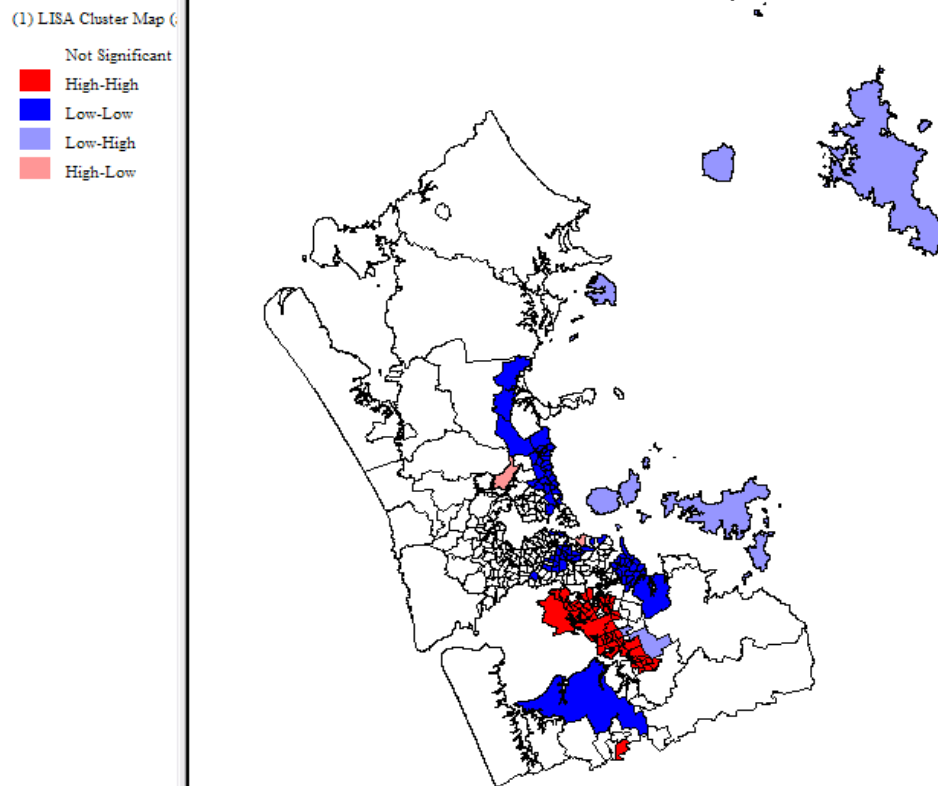 (1) LISA Cluster Map (
Not Significant
High-High
Low-Low
Low-High
High-Low